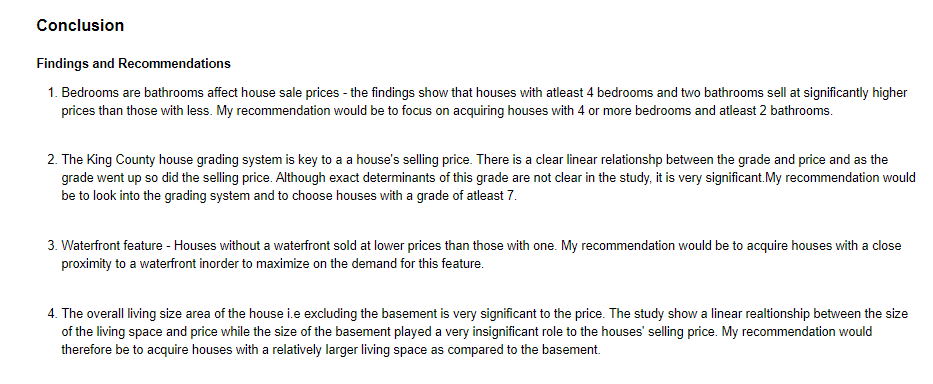 Conclusion
Findings and Recommendations
1. Bedrooms are bathrooms affect house sale prices - the findings show that houses with atleast 4 bedrooms and two bathrooms sell at significantly higher
prices than those with less. My recommendation would be to focus on acquiring houses with 4 or more bedrooms and atleast 2 bathrooms.
2. The King County house grading system is key to a a house's selling price. There is a clear linear relationshp between the grade and price and as the
grade went up so did the selling price. Although exact determinants of this grade are not clear in the study, it is very significant.My recommendation would
be to look into the grading system and to choose houses with a grade of atleast 7.
3. Waterfront feature - Houses without a waterfront sold at lower prices than those with one. My recommendation would be to acquire houses with a close
proximity to a waterfront inorder to maximize on the demand for this feature.
4. The overall living size area of the house i.e excluding the basement is very significant to the price. The study show a linear realtionship between the size
of the living space and price while the size of the basement played a very insignificant role to the houses' selling price. My recommendation would
therefore be to acquire houses with a relatively larger living space as compared to the basement.